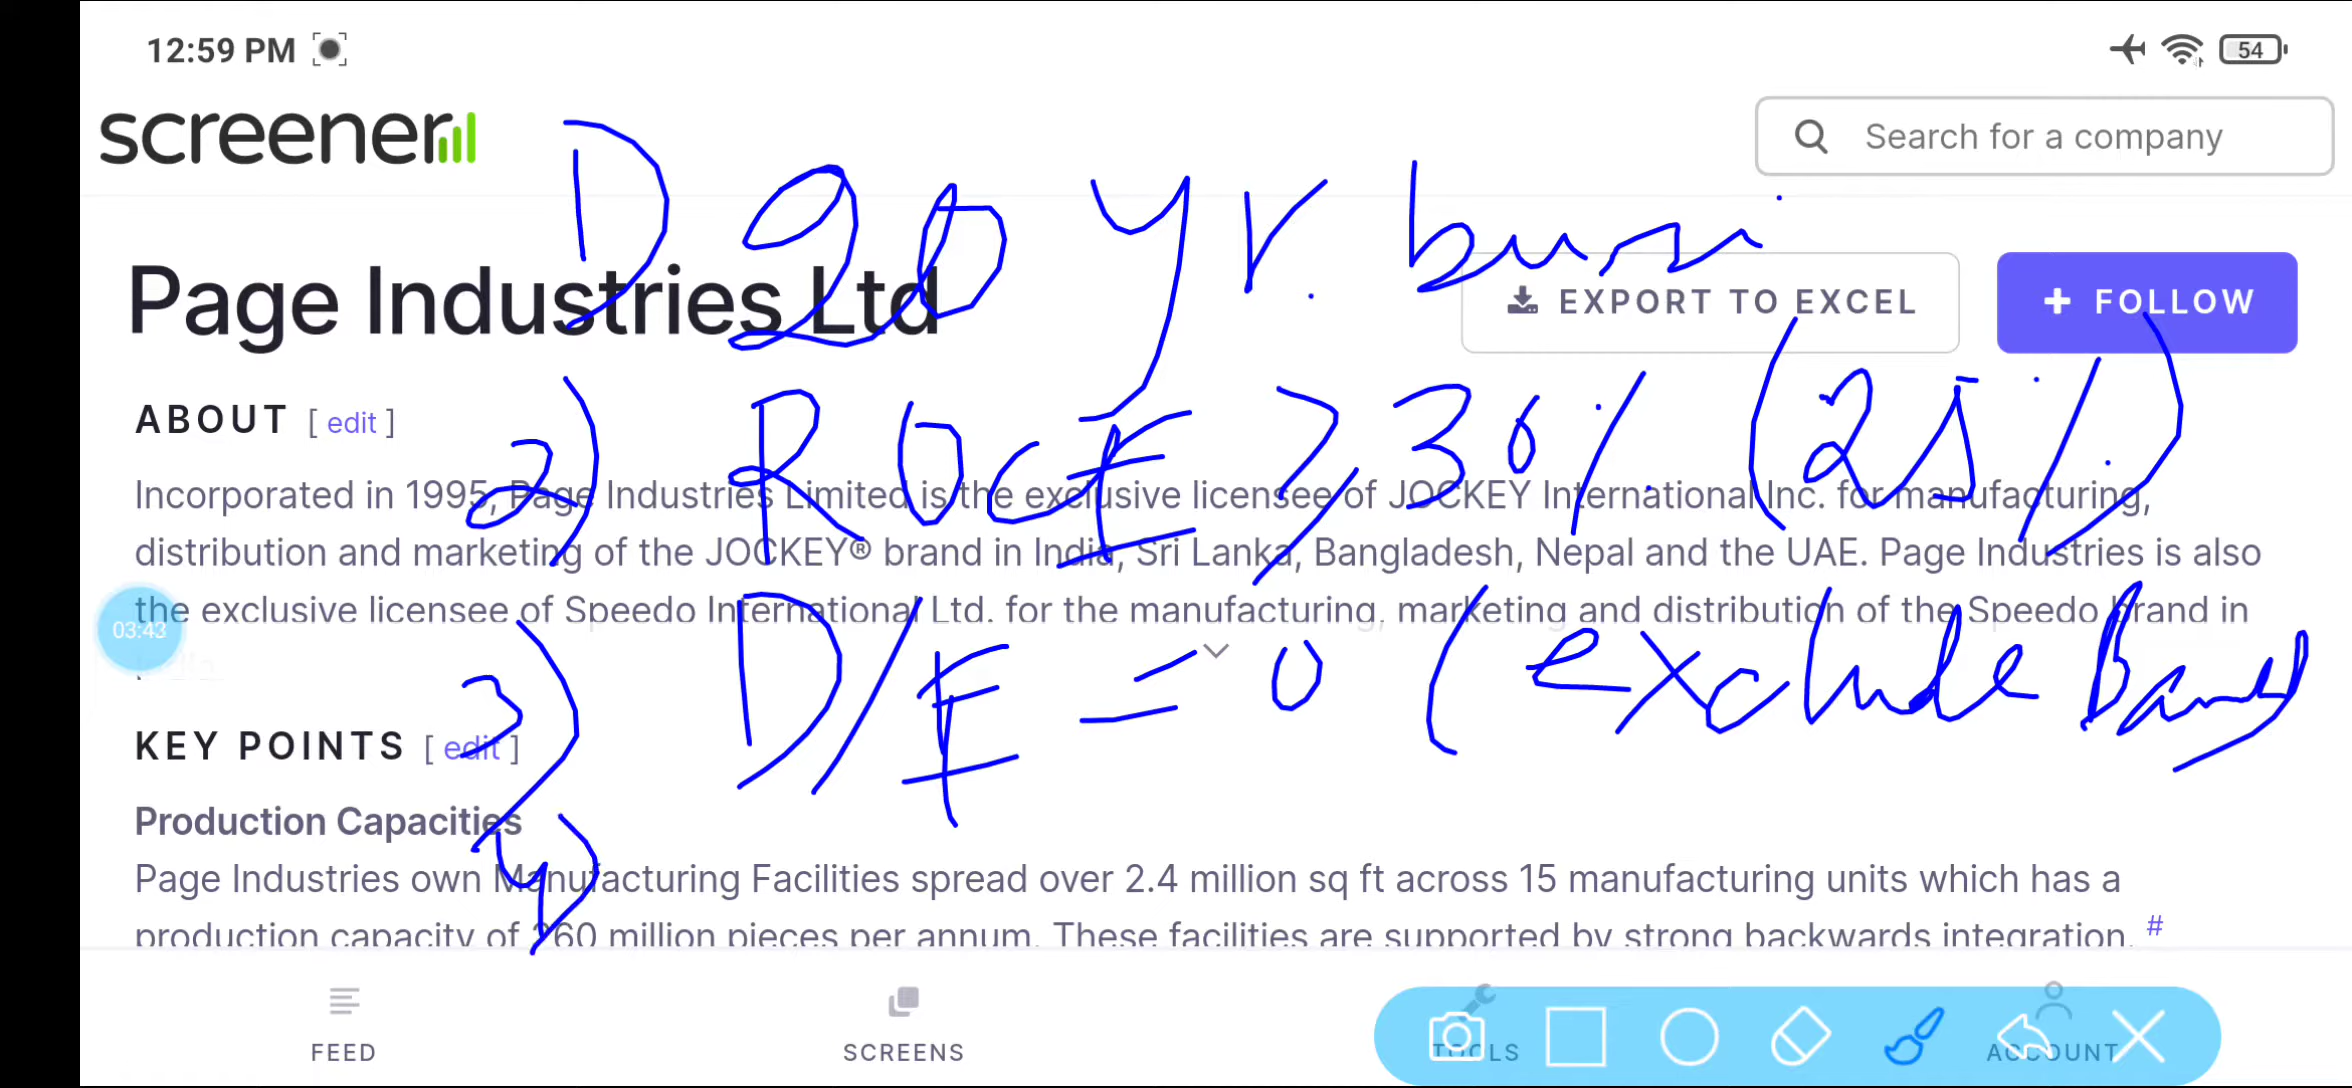 12:59 PM
54
screener
Search for a company
1) 20 yr. busi
Page Industries Ltd
EXPORT TO EXCEL
+ FOLLOW
2) ROCE > 30% (25%)
ABOUT [ edit ]
Incorporated in 1995, Page Industries Limited is the exclusive licensee of JOCKEY International Inc. for manufacturing,
distribution and marketing of the JOCKEY® brand in India, Sri Lanka, Bangladesh, Nepal and the UAE. Page Industries is also
the exclusive licensee of Speedo International Ltd. for the manufacturing, marketing and distribution of the Speedo brand in
03:43
3) D/E = 0 (exclude
KEY POINTS [ edit ]
Production Capacities
4)
Page Industries own Manufacturing Facilities spread over 2.4 million sq ft across 15 manufacturing units which has a
production capacity of 260 million pieces per annum. These facilities are supported by strong backwards integration. #
FEED
SCREENS
TOOLS
ACCOUNT